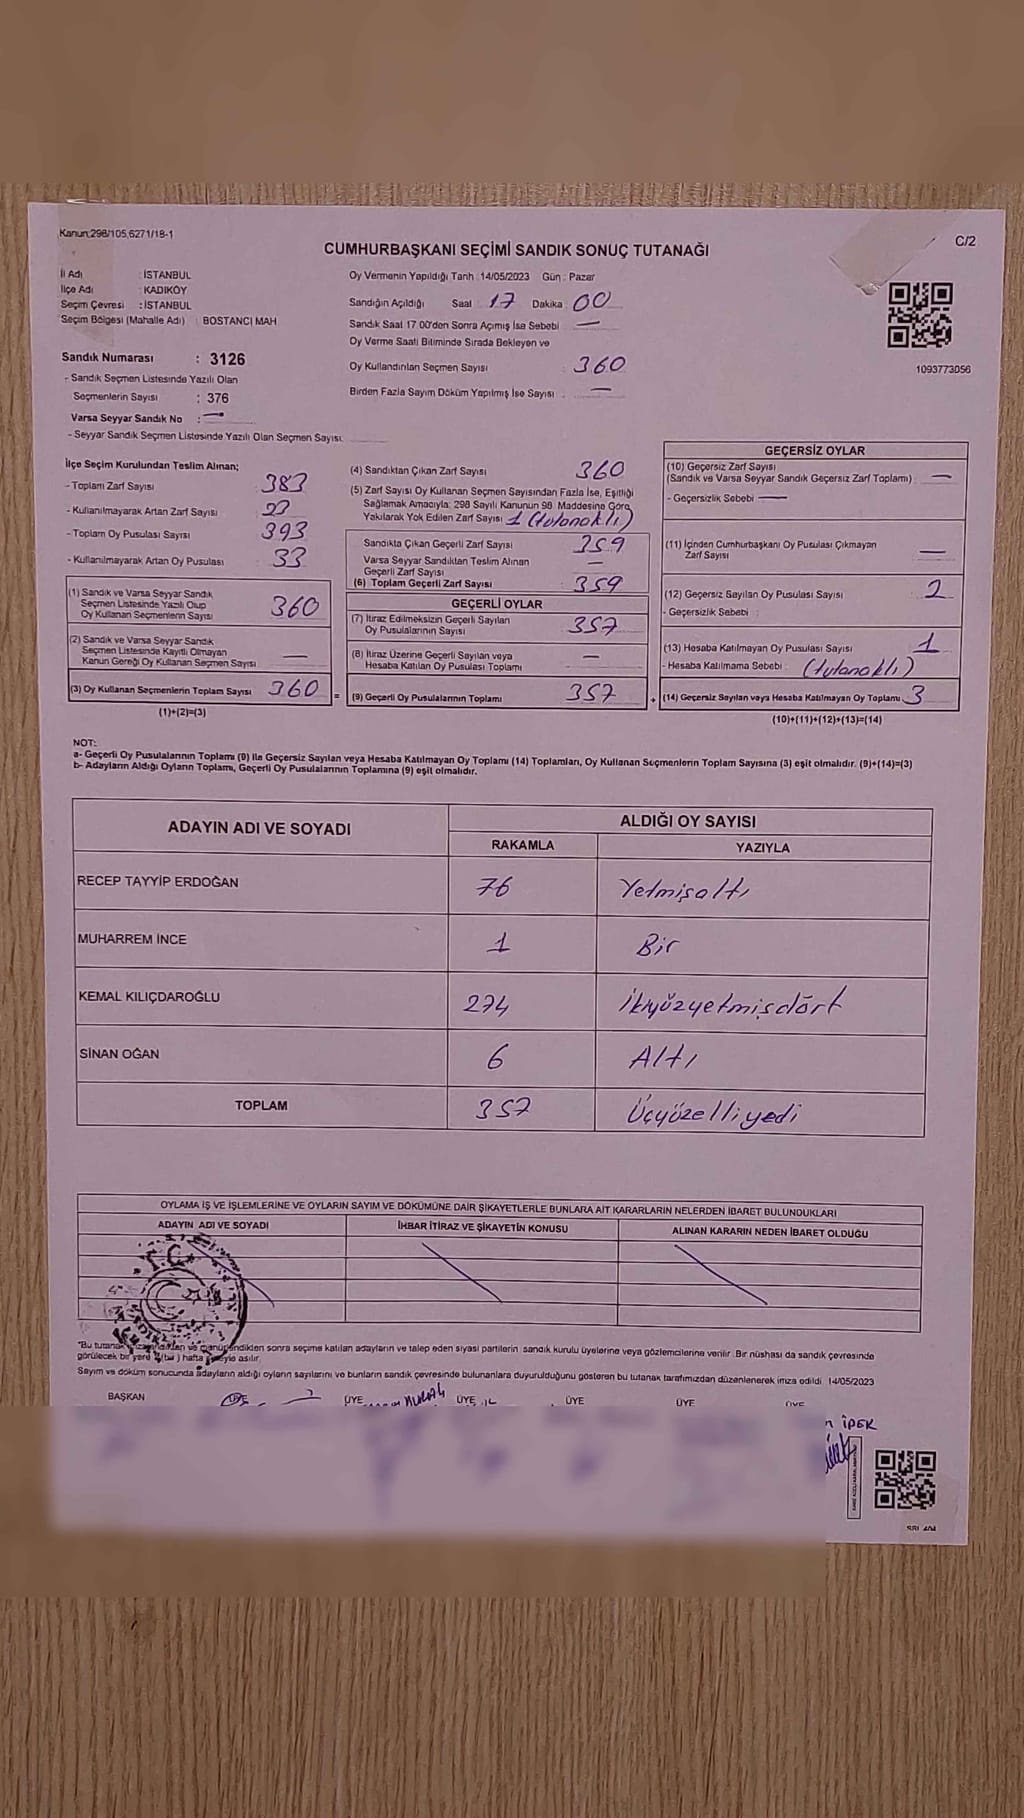 Kanun:298/105,6271/18-1
C/2
CUMHURBAŞKANI SEÇİMİ SANDIK SONUÇ TUTANAĞI
İl Adı : İSTANBUL
İlçe Adı : KADIKÖY
Seçim Çevresi : İSTANBUL
Seçim Bölgesi (Mahalle Adı) : BOSTANCI MAH
Sandık Numarası : 3126
- Sandık Seçmen Listesinde Yazılı Olan
Seçmenlerin Sayısı : 376
Varsa Seyyar Sandık No : —
- Seyyar Sandık Seçmen Listesinde Yazılı Olan Seçmen Sayısı:
Oy Vermenin Yapıldığı Tarih : 14/05/2023 Gün : Pazar
Sandığın Açıldığı Saat 17 Dakika : 00
Sandık Saat 17.00'den Sonra Açımış İse Sebebi —
Oy Verme Saati Bitiminde Sırada Bekleyen ve
Oy Kullandırılan Seçmen Sayısı : 360
Birden Fazla Sayım Döküm Yapılmış İse Sayısı : —
1093773056
İlçe Seçim Kurulundan Teslim Alınan;
- Toplam Zarf Sayısı 383
- Kullanılmayarak Artan Zarf Sayısı
- Toplam Oy Pusulası Sayısı 393
- Kullanılmayarak Artan Oy Pusulası 33
(1) Sandık ve Varsa Seyyar Sandık
Seçmen Listesinde Yazılı Olup
Oy Kullanan Seçmenlerin Sayısı 360
(2) Sandık ve Varsa Seyyar Sandık
Seçmen Listesinde Kayıtlı Olmayan
Kanun Gereği Oy Kullanan Seçmen Sayısı —
(3) Oy Kullanan Seçmenlerin Toplam Sayısı 360 =
(1)+(2)=(3)
(4) Sandıktan Çıkan Zarf Sayısı 360
(5) Zarf Sayısı Oy Kullanan Seçmen Sayısından Fazla İse, Eşitliği
Sağlamak Amacıyla: 298 Sayılı Kanunun 98. Maddesine Göre
Yakılarak Yok Edilen Zarf Sayısı 1 (tutanaklı)
Sandıkta Çıkan Geçerli Zarf Sayısı 359
Varsa Seyyar Sandıktan Teslim Alınan
Geçerli Zarf Sayısı —
(6) Toplam Geçerli Zarf Sayısı : 359
GEÇERLİ OYLAR
(7) İtiraz Edilmeksizin Geçerli Sayılan
Oy Pusulalarının Sayısı : 357
(8) İtiraz Üzerine Geçerli Sayılan veya
Hesaba Katılan Oy Pusulası Toplamı —
(9) Geçerli Oy Pusulalarının Toplamı 357 +
GEÇERSİZ OYLAR
(10) Geçersiz Zarf Sayısı
(Sandık ve Varsa Seyyar Sandık Geçersiz Zarf Toplamı) —
- Geçersizlik Sebebi —
(11) İçinden Cumhurbaşkanı Oy Pusulası Çıkmayan
Zarf Sayısı —
(12) Geçersiz Sayılan Oy Pusulası Sayısı 2
- Geçersizlik Sebebi :
(13) Hesaba Katılmayan Oy Pusulası Sayısı 1
- Hesaba Katılmama Sebebi : (tutanaklı)
(14) Geçersiz Sayılan veya Hesaba Katılmayan Oy Toplamı 3
(10)+(11)+(12)+(13)=(14)
NOT:
a- Geçerli Oy Pusulalarının Toplamı (9) ile Geçersiz Sayılan veya Hesaba Katılmayan Oy Toplamı (14) Toplamları, Oy Kullanan Seçmenlerin Toplam Sayısına (3) eşit olmalıdır. (9)+(14)=(3)
b- Adayların Aldığı Oyların Toplamı, Geçerli Oy Pusulalarının Toplamına (9) eşit olmalıdır.
ADAYIN ADI VE SOYADI
ALDIĞI OY SAYISI
RAKAMLA YAZIYLA
RECEP TAYYİP ERDOĞAN 76 Yetmişaltı
MUHARREM İNCE 1 Bir
KEMAL KILIÇDAROĞLU 274 İkiyüzyetmişdört
SİNAN OĞAN 6 Altı
TOPLAM 357 Üçyüzelliyedi
OYLAMA İŞ VE İŞLEMLERİNE VE OYLARIN SAYIM VE DÖKÜMÜNE DAİR ŞİKAYETLERLE BUNLARA AİT KARARLARIN NELERDEN İBARET BULUNDUKLARI
ADAYIN ADI VE SOYADI İHBAR İTİRAZ VE ŞİKAYETİN KONUSU ALINAN KARARIN NEDEN İBARET OLDUĞU
T.C.
"Bu tutanak ve sonra seçime katılan adayların ve talep eden siyasi partilerin sandık kurulu üyelerine veya gözlemcilerine verilir. Bir nüshası da sandık çevresinde
görülecek bir yere hafta asılır.
Sayım ve döküm sonucunda adayların aldığı oyların sayılarını ve bunların sandık çevresinde bulunanlara duyurulduğunu gösteren bu tutanak tarafımızdan düzenlenerek imza edildi. 14/05/2023
BAŞKAN ÜYE ÜYE ÜYE ÜYE ÜYE
İPEK